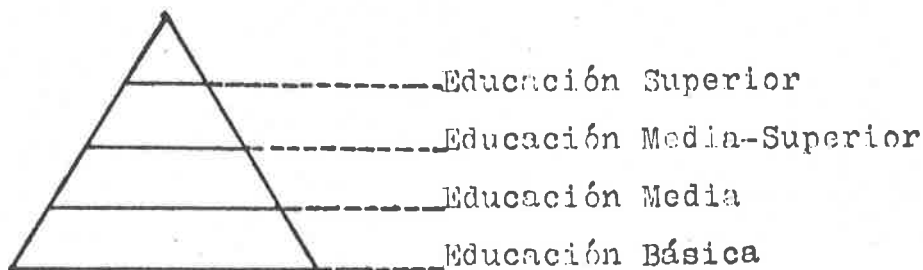 Educación Superior
Educación Media-Superior
Educación Media
Educación Básica